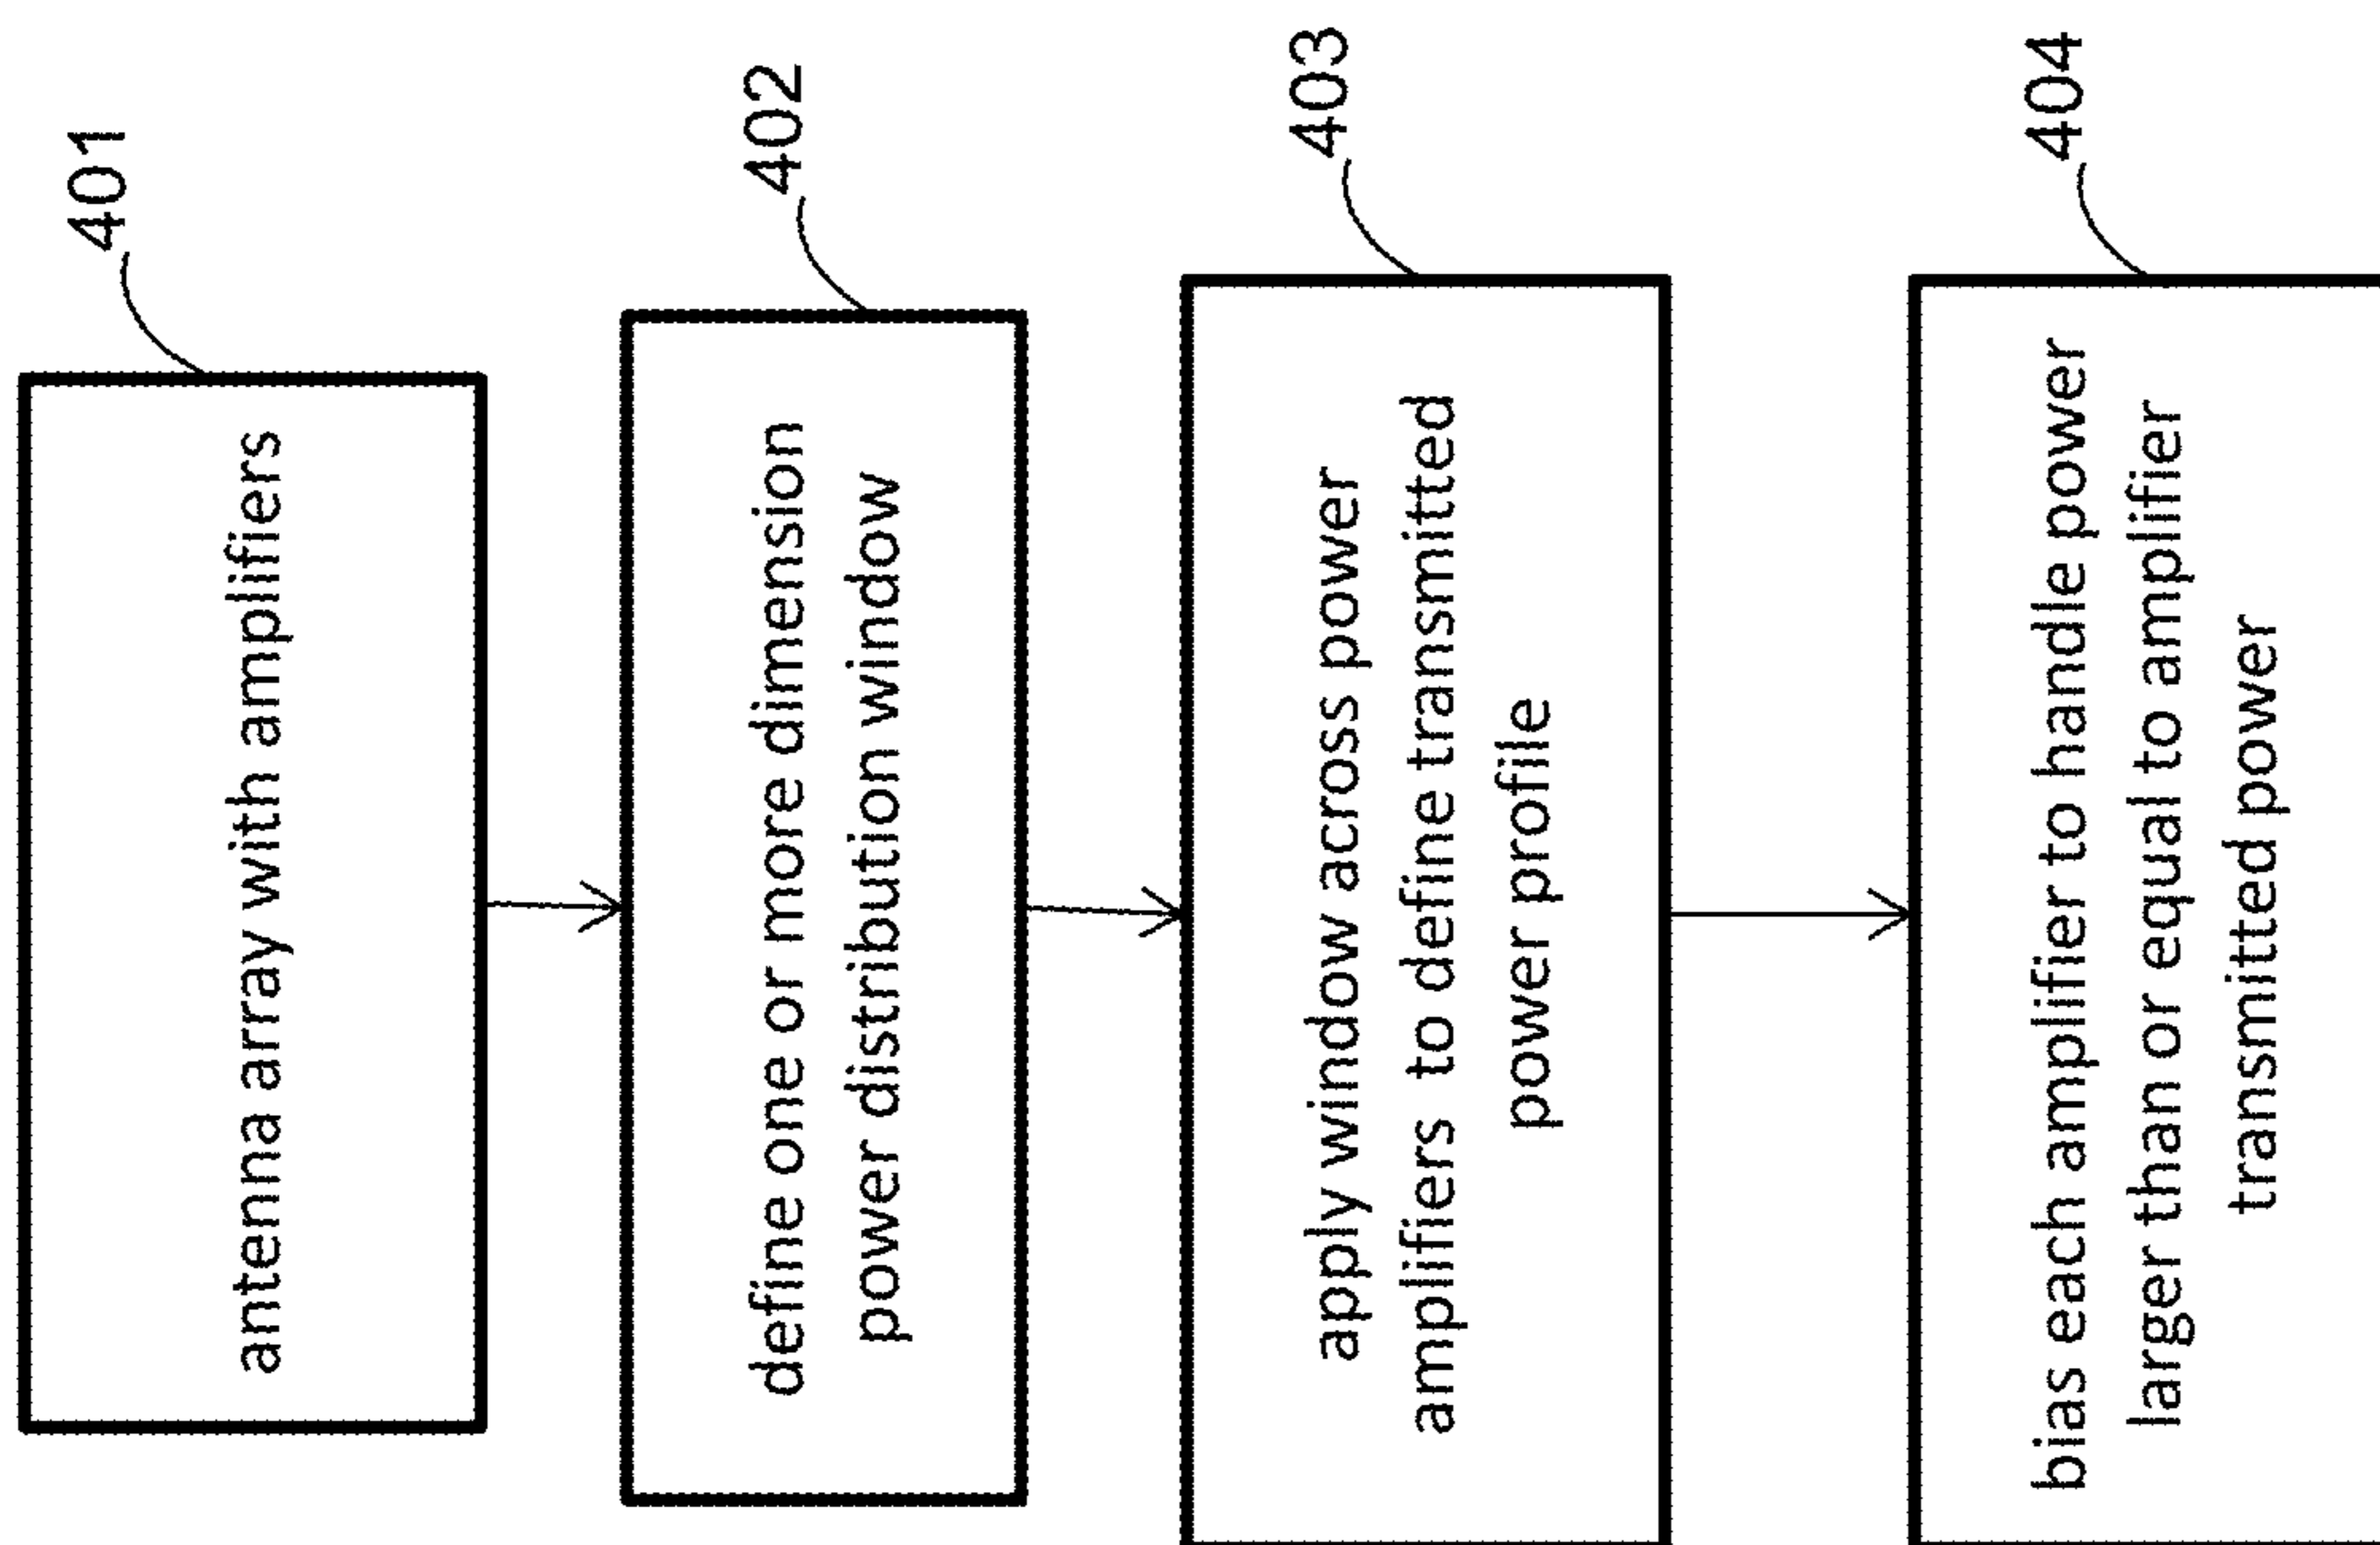 401
antenna array with amplifiers
402
define one or more dimension
power distribution window
403
apply window across power
amplifiers to define transmitted
power profile
404
bias each amplifier to handle power
larger than or equal to amplifier
transmitted power